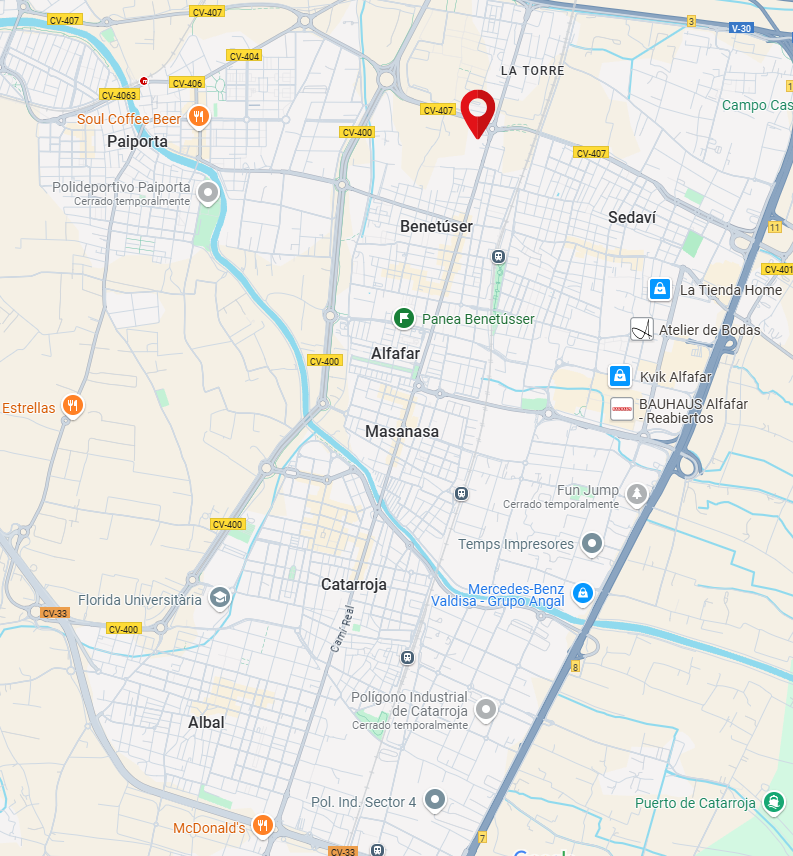 CV-407
CV-407
3
V-30
CV-404
LA TORRE
CV-406
CV-4063
CV-407
Campo Cas
Soul Coffee Beer
CV-400
Paiporta
CV-407
Polideportivo Paiporta
Cerrado temporalmente
Benetúser
Sedaví
11
CV-401
La Tienda Home
Panea Benetússer
Atelier de Bodas
Alfafar
CV-400
Kvik Alfafar
Estrellas
BAUHAUS Alfafar
- Reabiertos
Masanasa
Fun Jump
Cerrado temporalmente
CV-400
Temps Impresores
Catarroja
Mercedes-Benz
Valdisa - Grupo Angal
Florida Universitària
CV-33
CV-400
Camí Real
8
Polígono Industrial
de Catarroja
Cerrado temporalmente
Albal
Pol. Ind. Sector 4
Puerto de Catarroja
McDonald's
7
CV-33